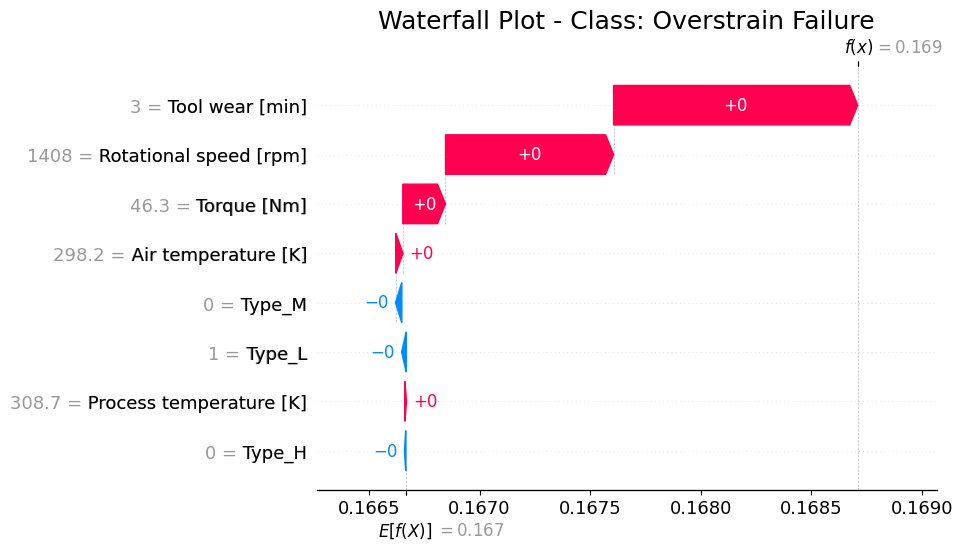 Waterfall Plot - Class: Overstrain Failure
f(x) = 0.169
3 = Tool wear [min] +0
1408 = Rotational speed [rpm] +0
46.3 = Torque [Nm] +0
298.2 = Air temperature [K] +0
0 = Type_M −0
1 = Type_L −0
308.7 = Process temperature [K] +0
0 = Type_H −0
0.1665 0.1670 0.1675 0.1680 0.1685 0.1690
E[f(X)] = 0.167